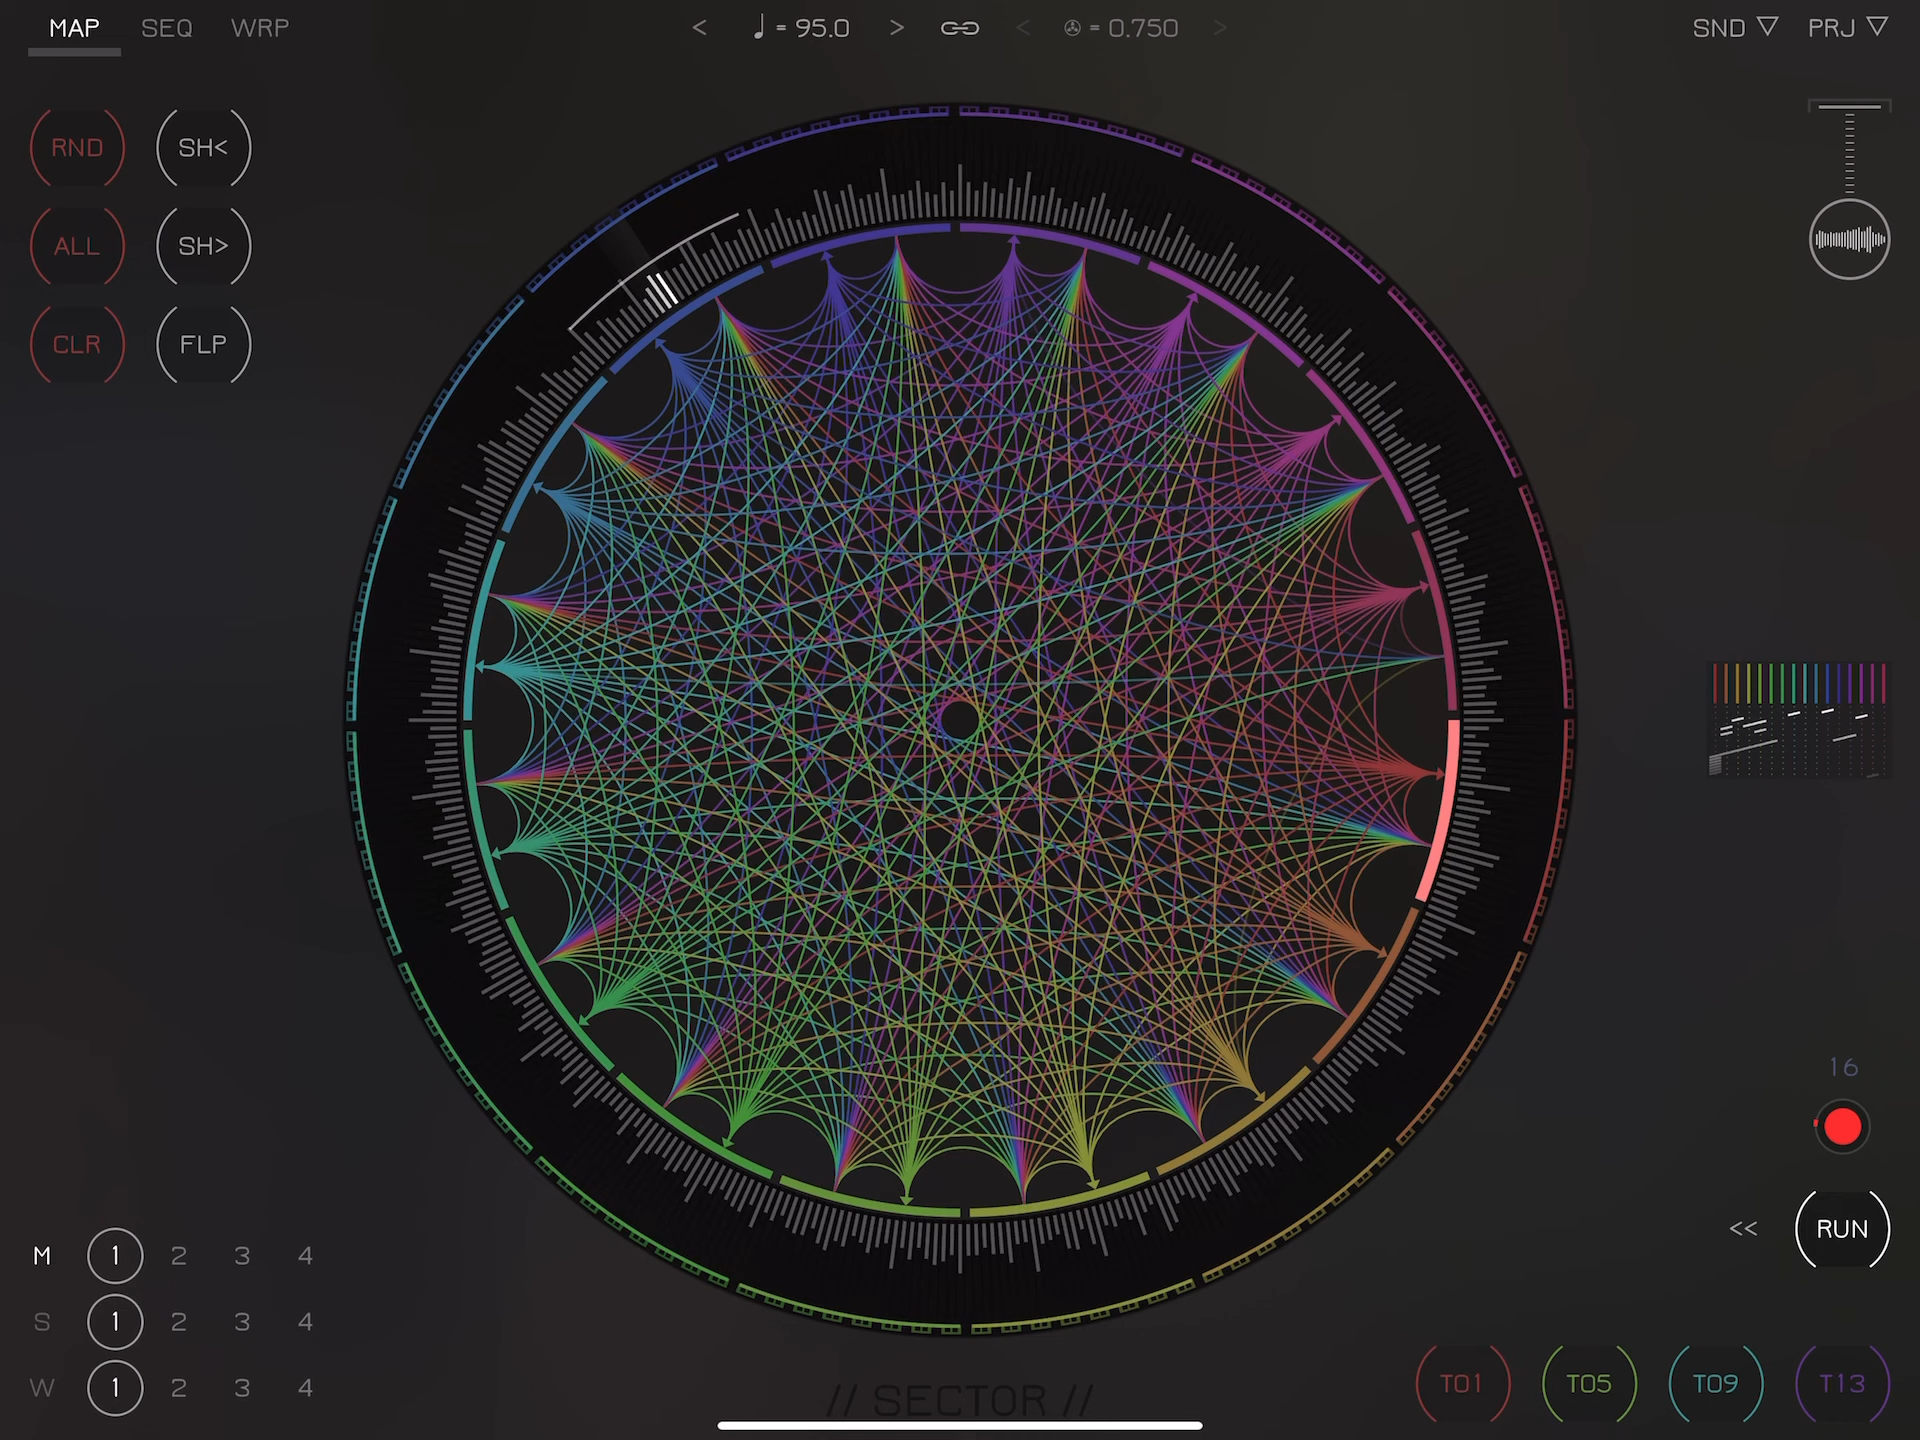 MAP SEQ WRP
< ♩ = 95.0 > < = 0.750 >
SND ▽ PRJ ▽
RND SH<
ALL SH>
CLR FLP
16
<< RUN
M 1 2 3 4
S 1 2 3 4
W 1 2 3 4
T01 T05 T09 T13
// SECTOR //